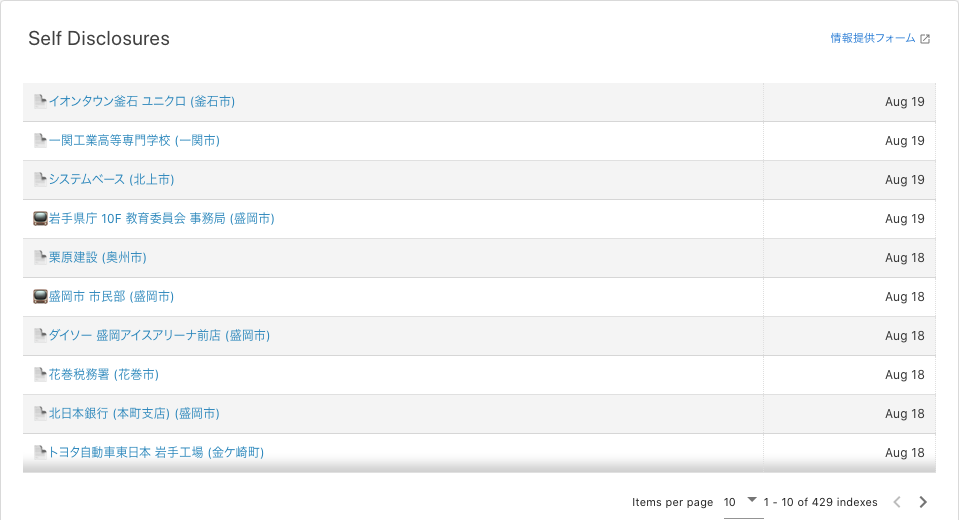 Self Disclosures
情報提供フォーム
イオンタウン釜石 ユニクロ (釜石市) Aug 19
一関工業高等専門学校 (一関市) Aug 19
システムベース (北上市) Aug 19
岩手県庁 10F 教育委員会 事務局 (盛岡市) Aug 19
栗原建設 (奥州市) Aug 18
盛岡市 市民部 (盛岡市) Aug 18
ダイソー 盛岡アイスアリーナ前店 (盛岡市) Aug 18
花巻税務署 (花巻市) Aug 18
北日本銀行 (本町支店) (盛岡市) Aug 18
トヨタ自動車東日本 岩手工場 (金ケ崎町) Aug 18
Items per page 10 1 - 10 of 429 indexes